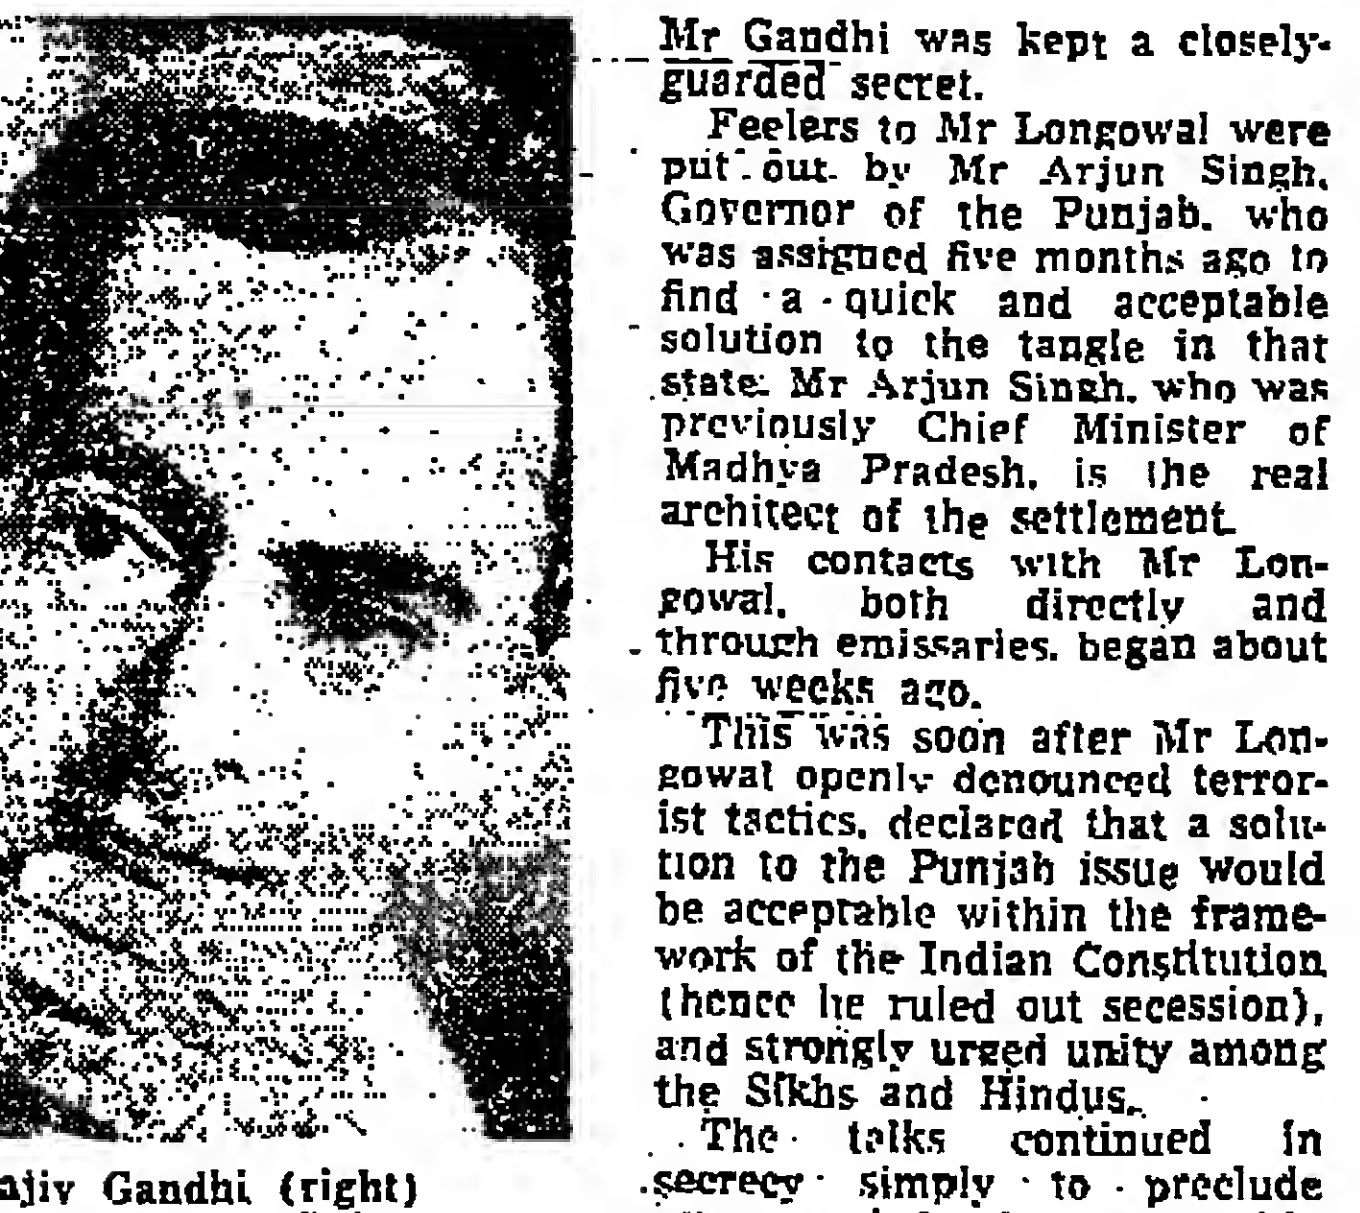 Mr Gandhi was kept a closely-
guarded secret.
Feelers to Mr Longowal were
put out by Mr Arjun Singh,
Governor of the Punjab, who
was assigned five months ago to
find a quick and acceptable
solution to the tangle in that
state. Mr Arjun Singh, who was
previously Chief Minister of
Madhya Pradesh, is the real
architect of the settlement.
His contacts with Mr Lon-
gowal, both directly and
through emissaries, began about
five weeks ago.
This was soon after Mr Lon-
gowal openly denounced terror-
ist tactics, declared that a solu-
tion to the Punjab issue would
be acceptable within the frame-
work of the Indian Constitution
(hence he ruled out secession),
and strongly urged unity among
the Sikhs and Hindus.
The talks continued in
secrecy simply to preclude
ajiv Gandhi (right)